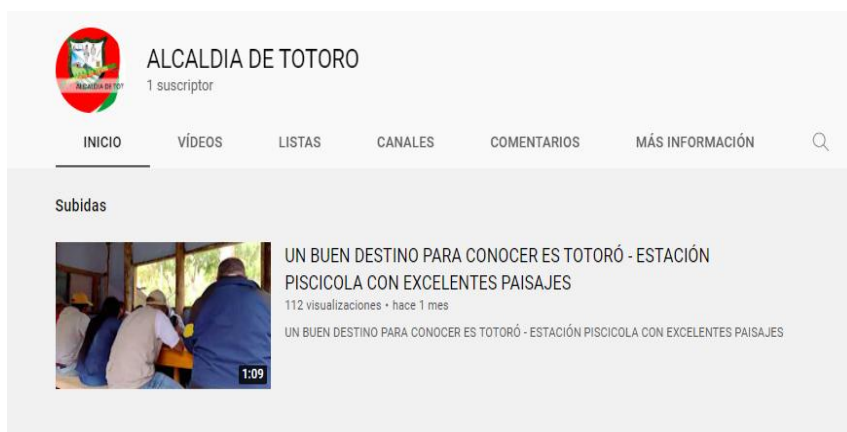 ALCALDIA DE TOTORO
1 suscriptor
INICIO VÍDEOS LISTAS CANALES COMENTARIOS MÁS INFORMACIÓN
Subidas
UN BUEN DESTINO PARA CONOCER ES TOTORÓ - ESTACIÓN
PISCICOLA CON EXCELENTES PAISAJES
112 visualizaciones • hace 1 mes
UN BUEN DESTINO PARA CONOCER ES TOTORÓ - ESTACIÓN PISCICOLA CON EXCELENTES PAISAJES
1:09